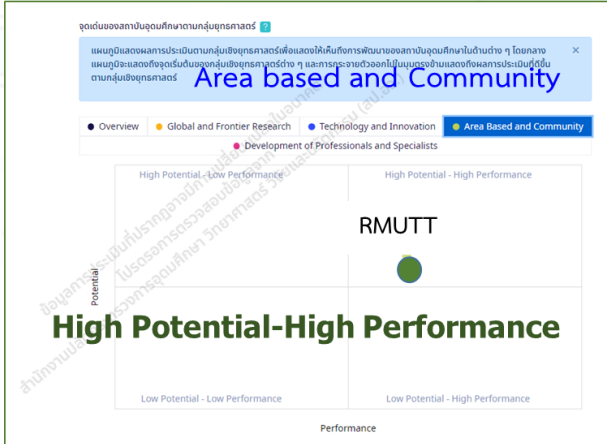 จุดเด่นของสถาบันอุดมศึกษาตามกลุ่มยุทธศาสตร์ ?
แผนภูมิแสดงผลการประเมินตามกลุ่มเชิงยุทธศาสตร์เพื่อแสดงให้เห็นถึงการพัฒนาของสถาบันอุดมศึกษาในด้านต่าง ๆ โดยกลาง ×
แผนภูมิจะแสดงถึงจุดเริ่มต้นของกลุ่มเชิงยุทธศาสตร์ต่าง ๆ และการกระจายตัวออกไปในมุมตรงข้ามแสดงถึงผลการประเมินที่ดีขึ้น
ตามกลุ่มเชิงยุทธศาสตร์
Area based and Community
Overview Global and Frontier Research Technology and Innovation Area Based and Community
Development of Professionals and Specialists
High Potential - Low Performance High Potential - High Performance
RMUTT
Potential
High Potential-High Performance
Low Potential - Low Performance Low Potential - High Performance
Performance